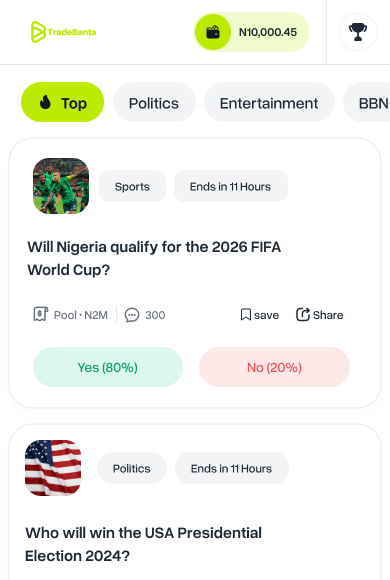 TradeBanta
N10,000.45
Top
Politics
Entertainment
BBN
Sports
Ends in 11 Hours
Will Nigeria qualify for the 2026 FIFA
World Cup?
Pool • N2M
300
save
Share
Yes (80%)
No (20%)
Politics
Ends in 11 Hours
Who will win the USA Presidential
Election 2024?